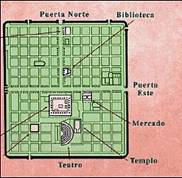 Puerta Norte
Biblioteca
Puerta
Este
Mercado
Templo
Teatro